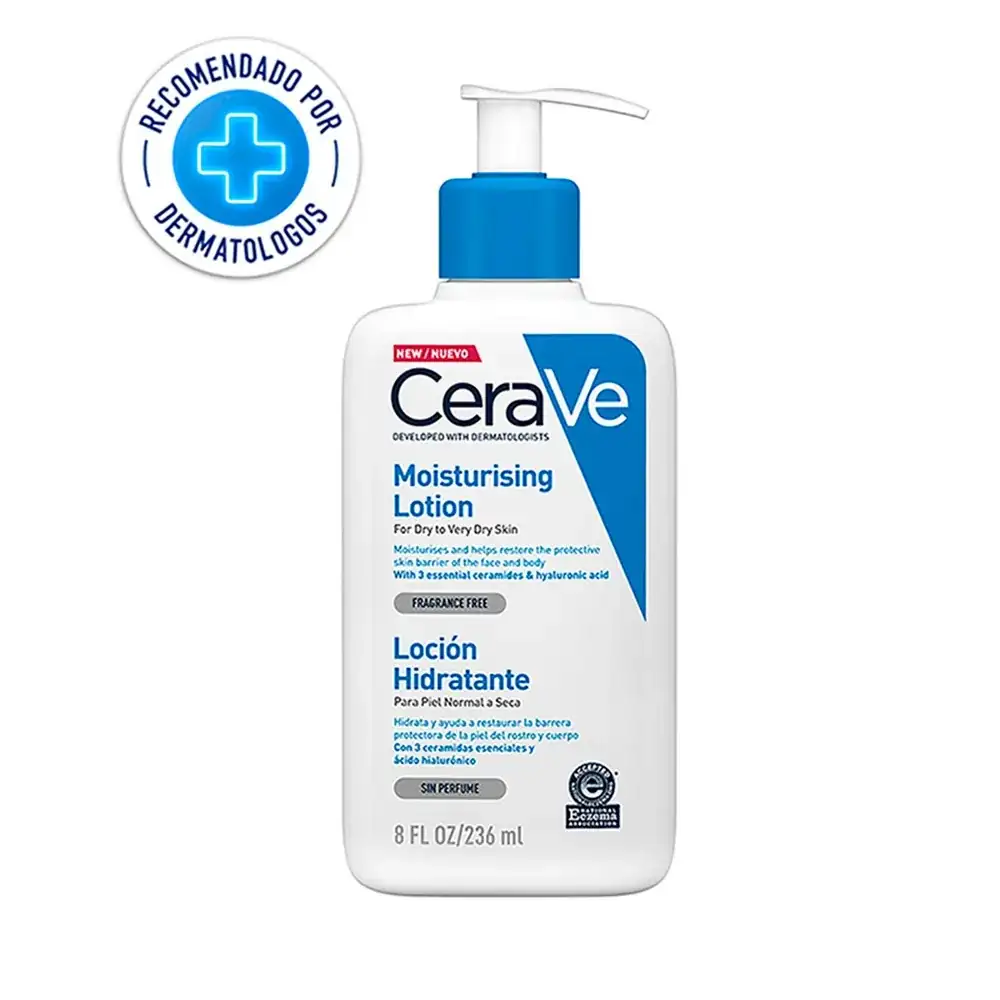 RECOMENDADO POR
DERMATOLOGOS
NEW / NUEVO
CeraVe
DEVELOPED WITH DERMATOLOGISTS
Moisturising
Lotion
For Dry to Very Dry Skin
Moisturises and helps restore the protective
skin barrier of the face and body
With 3 essential ceramides & hyaluronic acid
FRAGRANCE FREE
Loción
Hidratante
Para Piel Normal a Seca
Hidrata y ayuda a restaurar la barrera
protectora de la piel del rostro y cuerpo
Con 3 ceramidas esenciales y
ácido hialurónico
SIN PERFUME
ACCEPTED
NATIONAL
Eczema
ASSOCIATION
8 FL OZ/236 ml